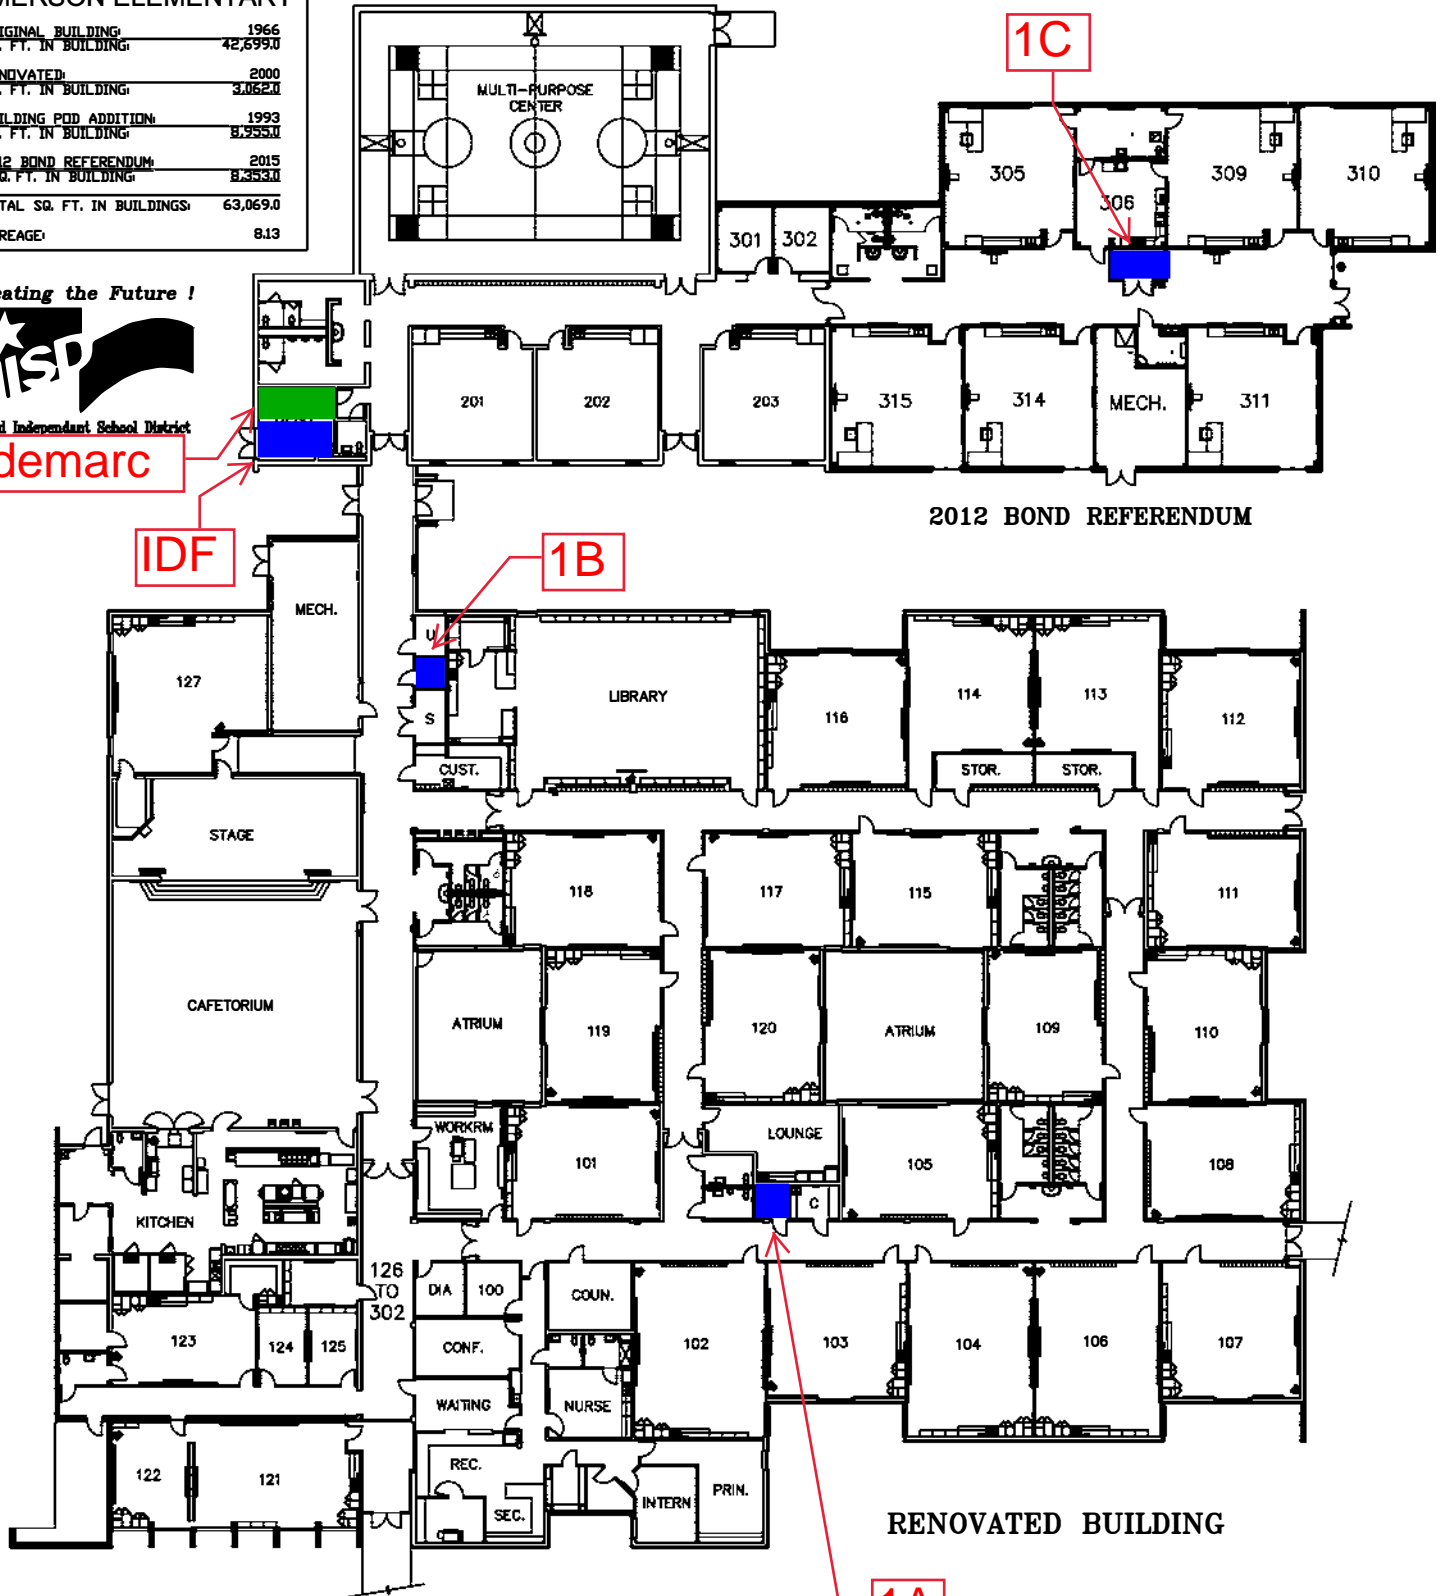 MERSON ELEMENTARY
IGINAL BUILDING: 1966
. FT. IN BUILDING: 42,699.0
NOVATED: 2000
. FT. IN BUILDING: 3,062.0
ILDING POD ADDITION: 1993
. FT. IN BUILDING: 8,955.0
12 BOND REFERENDUM: 2015
Q. FT. IN BUILDING: 8,353.0
TAL SQ. FT. IN BUILDINGS: 63,069.0
REAGE: 8.13
eating the Future !
ISD
d Independant School District
demarc
IDF
MULTI-PURPOSE
CENTER
1C
305
306
309
310
301
302
201
202
203
315
314
MECH.
311
2012 BOND REFERENDUM
1B
MECH.
U
127
S
CUST.
LIBRARY
116
114
113
112
STOR.
STOR.
STAGE
118
117
115
111
CAFETORIUM
ATRIUM
119
120
ATRIUM
109
110
WORKRM
101
LOUNGE
105
108
C
KITCHEN
126
TO
302
DIA
100
COUN.
123
124
125
CONF.
102
103
104
106
107
WAITING
NURSE
122
121
REC.
SEC.
INTERN
PRIN.
RENOVATED BUILDING
1A